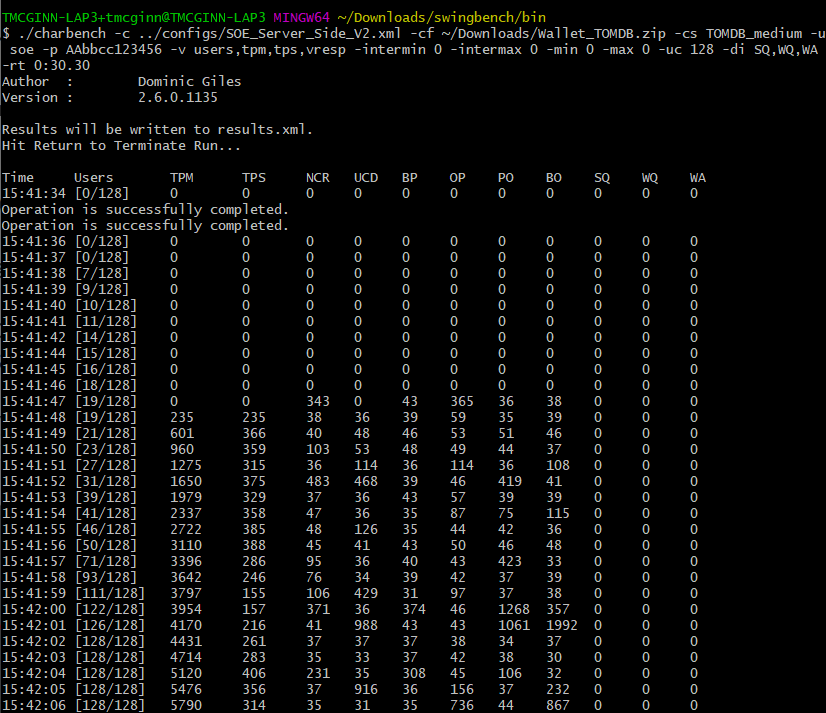 TMCGINN-LAP3+tmcginn@TMCGINN-LAP3 MINGW64 ~/Downloads/swingbench/bin
$ ./charbench -c ../configs/SOE_Server_Side_V2.xml -cf ~/Downloads/Wallet_TOMDB.zip -cs TOMDB_medium -u
soe -p AAbbcc123456 -v users,tpm,tps,vresp -intermin 0 -intermax 0 -min 0 -max 0 -uc 128 -di SQ,WQ,WA
-rt 0:30.30
Author : Dominic Giles
Version : 2.6.0.1135
Results will be written to results.xml.
Hit Return to Terminate Run...
Time Users TPM TPS NCR UCD BP OP PO BO SQ WQ WA
15:41:34 [0/128] 0 0 0 0 0 0 0 0 0 0 0
Operation is successfully completed.
Operation is successfully completed.
15:41:36 [0/128] 0 0 0 0 0 0 0 0 0 0 0
15:41:37 [0/128] 0 0 0 0 0 0 0 0 0 0 0
15:41:38 [7/128] 0 0 0 0 0 0 0 0 0 0 0
15:41:39 [9/128] 0 0 0 0 0 0 0 0 0 0 0
15:41:40 [10/128] 0 0 0 0 0 0 0 0 0 0 0
15:41:41 [11/128] 0 0 0 0 0 0 0 0 0 0 0
15:41:42 [14/128] 0 0 0 0 0 0 0 0 0 0 0
15:41:44 [15/128] 0 0 0 0 0 0 0 0 0 0 0
15:41:45 [16/128] 0 0 0 0 0 0 0 0 0 0 0
15:41:46 [18/128] 0 0 0 0 0 0 0 0 0 0 0
15:41:47 [19/128] 0 0 343 0 43 365 36 38 0 0 0
15:41:48 [19/128] 235 235 38 36 39 59 35 39 0 0 0
15:41:49 [21/128] 601 366 40 48 46 53 51 46 0 0 0
15:41:50 [23/128] 960 359 103 53 48 49 44 37 0 0 0
15:41:51 [27/128] 1275 315 36 114 36 114 36 108 0 0 0
15:41:52 [31/128] 1650 375 483 468 39 46 419 41 0 0 0
15:41:53 [39/128] 1979 329 37 36 43 57 39 39 0 0 0
15:41:54 [41/128] 2337 358 47 36 35 87 75 115 0 0 0
15:41:55 [46/128] 2722 385 48 126 35 44 42 36 0 0 0
15:41:56 [50/128] 3110 388 45 41 43 50 46 48 0 0 0
15:41:57 [71/128] 3396 286 95 36 40 43 423 33 0 0 0
15:41:58 [93/128] 3642 246 76 34 39 42 37 39 0 0 0
15:41:59 [111/128] 3797 155 106 429 31 97 37 38 0 0 0
15:42:00 [122/128] 3954 157 371 36 374 46 1268 357 0 0 0
15:42:01 [126/128] 4170 216 41 988 43 43 1061 1992 0 0 0
15:42:02 [128/128] 4431 261 37 37 37 38 34 37 0 0 0
15:42:03 [128/128] 4714 283 35 33 37 42 38 30 0 0 0
15:42:04 [128/128] 5120 406 231 35 308 45 106 32 0 0 0
15:42:05 [128/128] 5476 356 37 916 36 156 37 232 0 0 0
15:42:06 [128/128] 5790 314 35 31 35 736 44 867 0 0 0